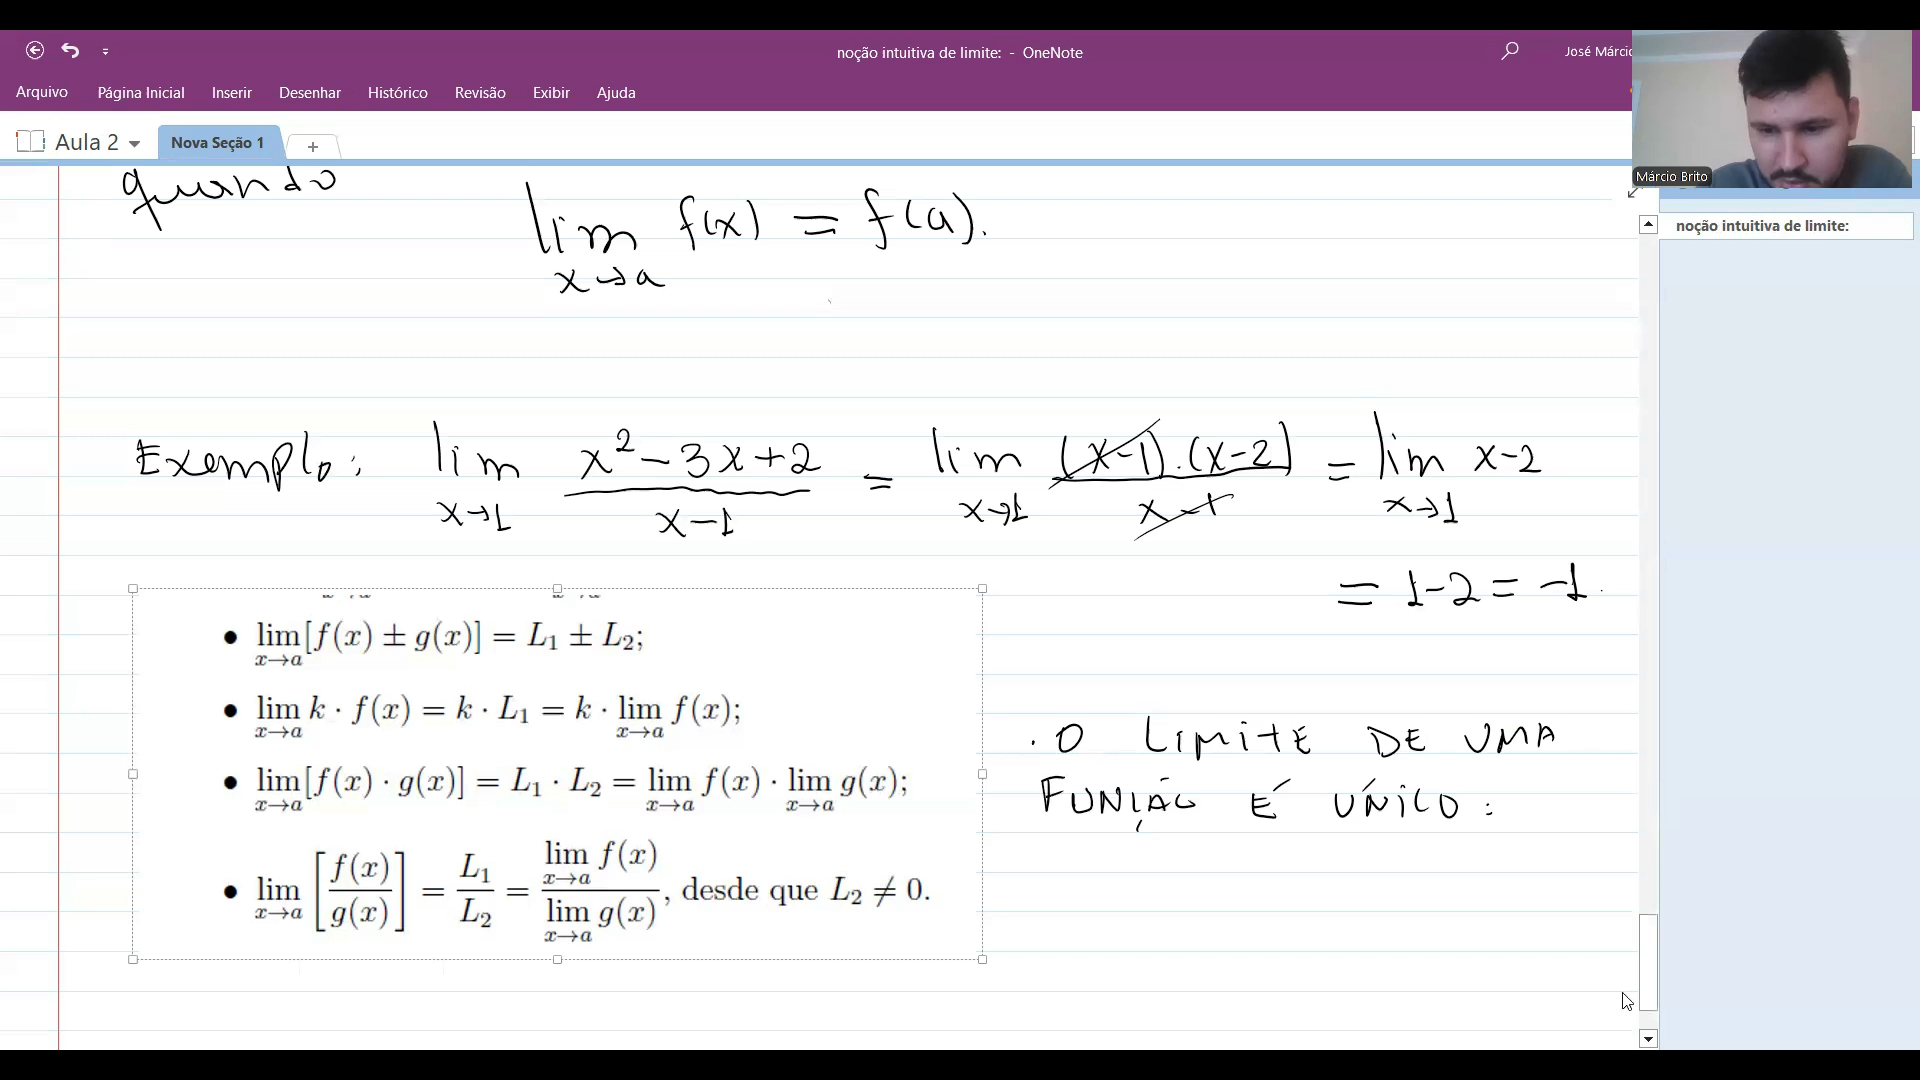 noção intuitiva de limite: - OneNote
José Márcio
Arquivo Página Inicial Inserir Desenhar Histórico Revisão Exibir Ajuda
Aula 2 Nova Seção 1 +
Márcio Brito
noção intuitiva de limite:
quando
lim f(x) = f(a).
x→a
Exemplo: lim x²-3x+2 / x-1 = lim (x-1).(x-2) / x-1 = lim x-2
x→1 x→1 x→1
= 1-2 = -1.
• lim[f(x) ± g(x)] = L₁ ± L₂;
x→a
• lim k · f(x) = k · L₁ = k · lim f(x);
x→a x→a
• lim[f(x) · g(x)] = L₁ · L₂ = lim f(x) · lim g(x);
x→a x→a x→a
• lim [f(x)/g(x)] = L₁/L₂ = lim f(x) / lim g(x), desde que L₂ ≠ 0.
x→a x→a x→a
. O LIMITE DE UMA
FUNÇÃO É ÚNICO: